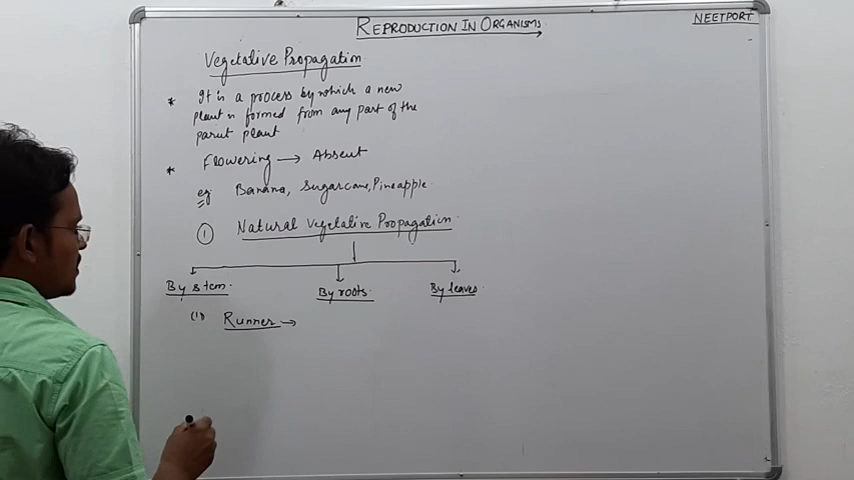 REPRODUCTION IN ORGANISMS
NEETPORT
Vegetative Propagation
* It is a process by which a new
plant is formed from any part of the
parent plant
* Flowering → Absent
eg Banana, Sugarcane, Pineapple
① Natural Vegetative Propagation
By stem. By roots. By leaves.
(1) Runner →